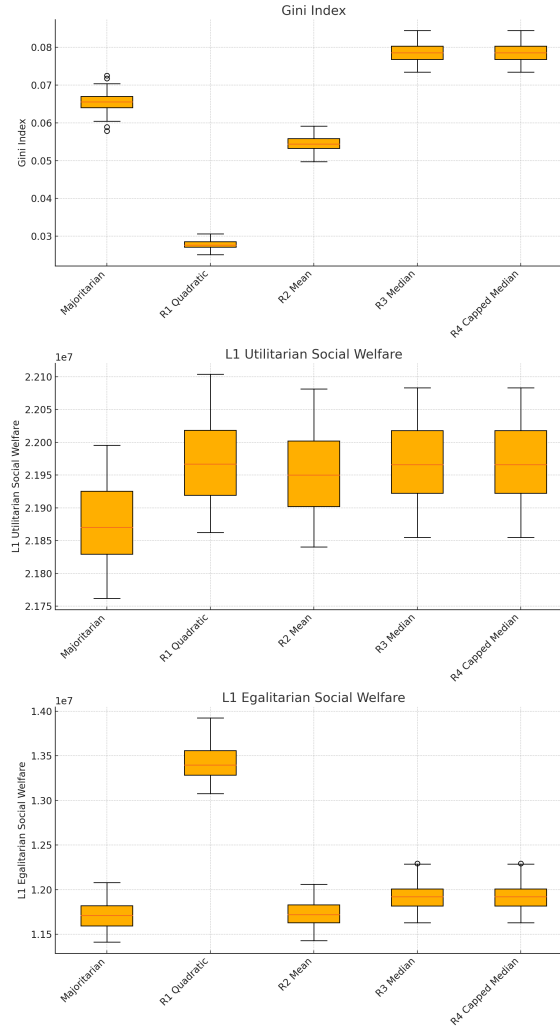 Gini Index
Gini Index
0.08
0.07
0.06
0.05
0.04
0.03
Majoritarian
R1 Quadratic
R2 Mean
R3 Median
R4 Capped Median
1e7
L1 Utilitarian Social Welfare
L1 Utilitarian Social Welfare
2.210
2.205
2.200
2.195
2.190
2.185
2.180
2.175
Majoritarian
R1 Quadratic
R2 Mean
R3 Median
R4 Capped Median
1e7
L1 Egalitarian Social Welfare
L1 Egalitarian Social Welfare
1.40
1.35
1.30
1.25
1.20
1.15
Majoritarian
R1 Quadratic
R2 Mean
R3 Median
R4 Capped Median